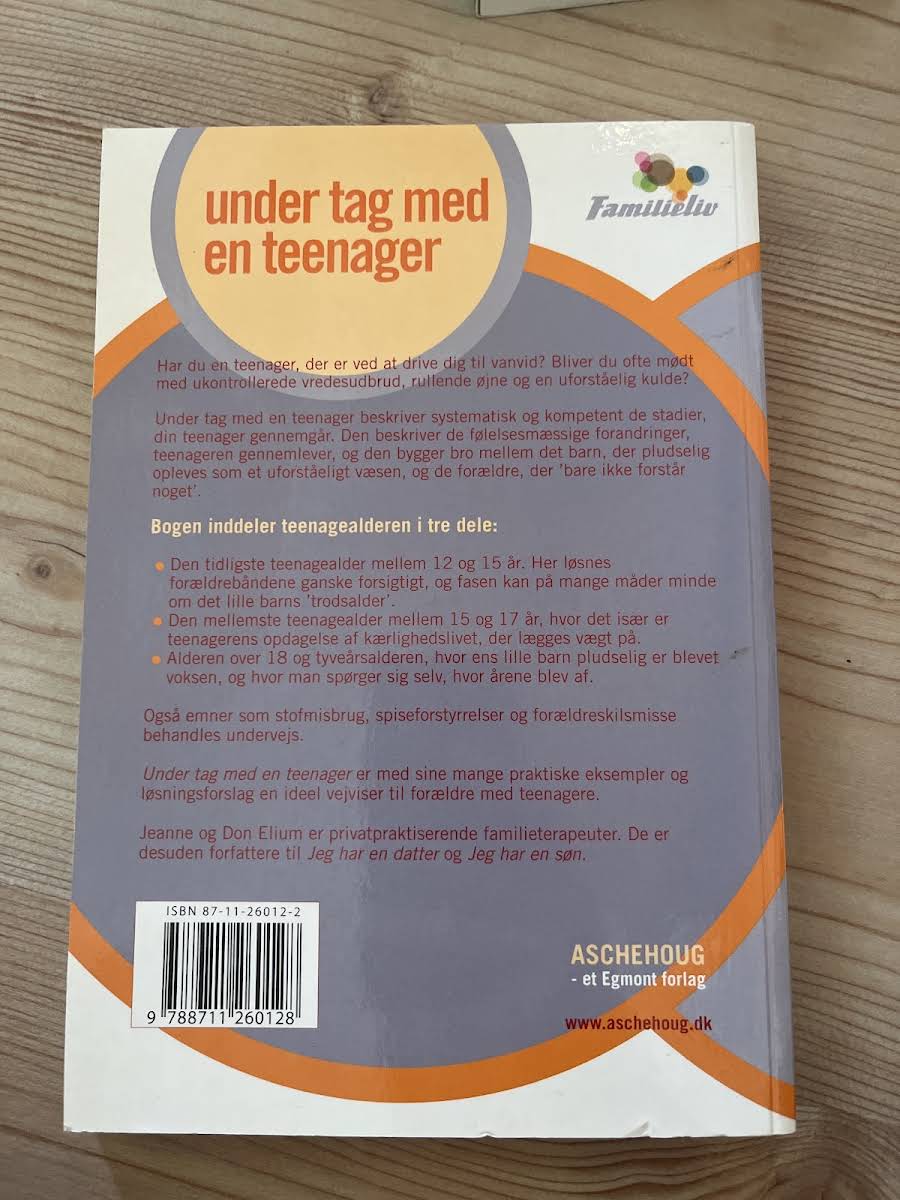 under tag med
en teenager
Familieliv
Har du en teenager, der er ved at drive dig til vanvid? Bliver du ofte mødt
med ukontrollerede vredesudbrud, rullende øjne og en uforståelig kulde?
Under tag med en teenager beskriver systematisk og kompetent de stadier,
din teenager gennemgår. Den beskriver de følelsesmæssige forandringer,
teenageren gennemlever, og den bygger bro mellem det barn, der pludselig
opleves som et uforståeligt væsen, og de forældre, der 'bare ikke forstår
noget'.
Bogen inddeler teenagealderen i tre dele:
• Den tidligste teenagealder mellem 12 og 15 år. Her løsnes
forældrebåndene ganske forsigtigt, og fasen kan på mange måder minde
om det lille barns 'trodsalder'.
• Den mellemste teenagealder mellem 15 og 17 år, hvor det især er
teenagerens opdagelse af kærlighedslivet, der lægges vægt på.
• Alderen over 18 og tyveårsalderen, hvor ens lille barn pludselig er blevet
voksen, og hvor man spørger sig selv, hvor årene blev af.
Også emner som stofmisbrug, spiseforstyrrelser og forældreskilsmisse
behandles undervejs.
Under tag med en teenager er med sine mange praktiske eksempler og
løsningsforslag en ideel vejviser til forældre med teenagere.
Jeanne og Don Elium er privatpraktiserende familieterapeuter. De er
desuden forfattere til Jeg har en datter og Jeg har en søn.
ISBN 87-11-26012-2
9 788711 260128
ASCHEHOUG
- et Egmont forlag
www.aschehoug.dk